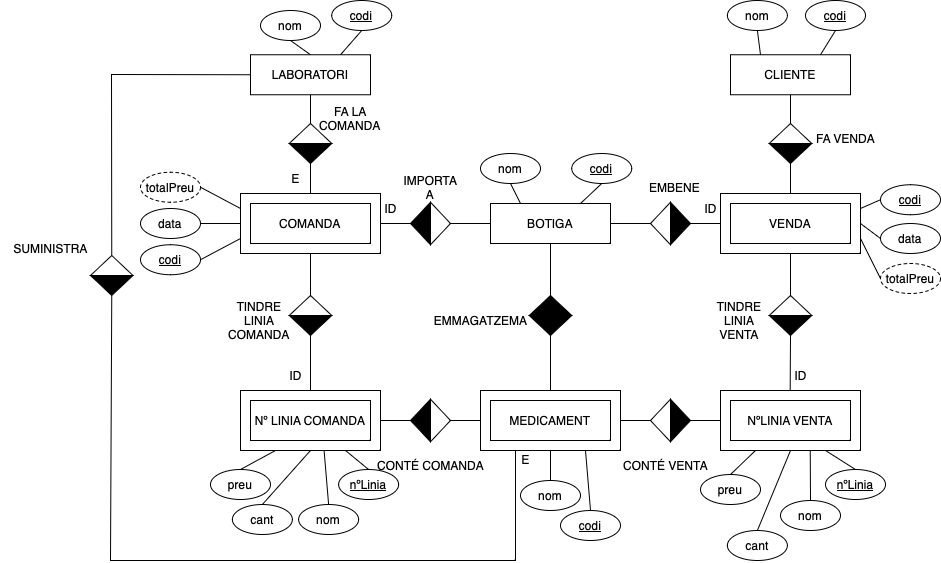 nom
codi
nom
codi
LABORATORI
CLIENTE
FA LA
COMANDA
FA VENDA
E
totalPreu
IMPORTA
A
nom
codi
EMBENE
codi
data
COMANDA
ID
BOTIGA
ID
VENDA
data
codi
totalPreu
SUMINISTRA
TINDRE
LINIA
COMANDA
EMMAGATZEMA
TINDRE
LINIA
VENTA
ID
ID
Nº LINIA COMANDA
MEDICAMENT
NºLINIA VENTA
CONTÉ COMANDA
E
CONTÉ VENTA
preu
nºLinia
nom
preu
nºLinia
cant
nom
codi
nom
cant